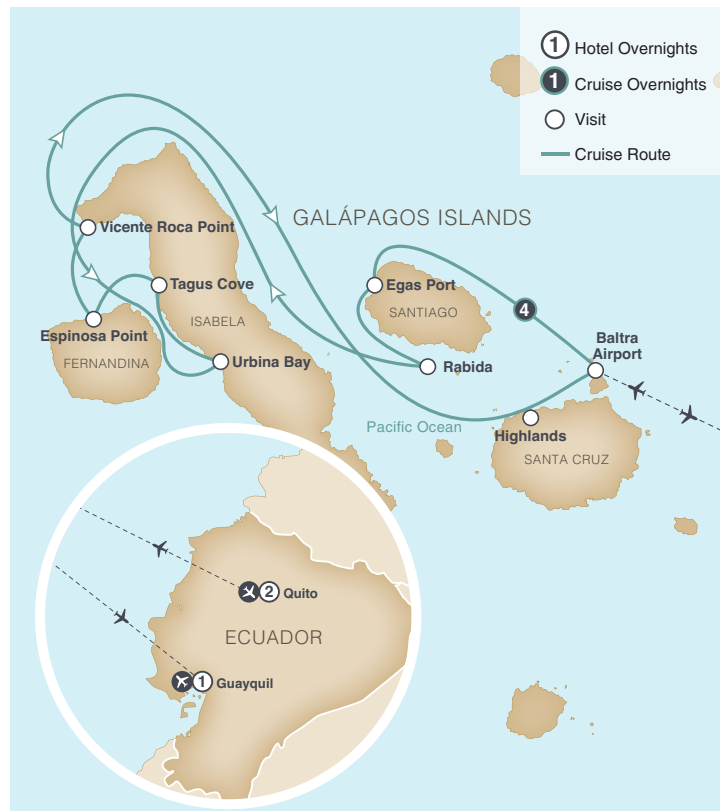 1 Hotel Overnights
1 Cruise Overnights
Visit
Cruise Route
GALÁPAGOS ISLANDS
Vicente Roca Point
Tagus Cove
Egas Port
ISABELA
SANTIAGO
4
Espinosa Point
Baltra
Airport
FERNANDINA
Urbina Bay
Rabida
Pacific Ocean
Highlands
SANTA CRUZ
2 Quito
ECUADOR
1 Guayquil